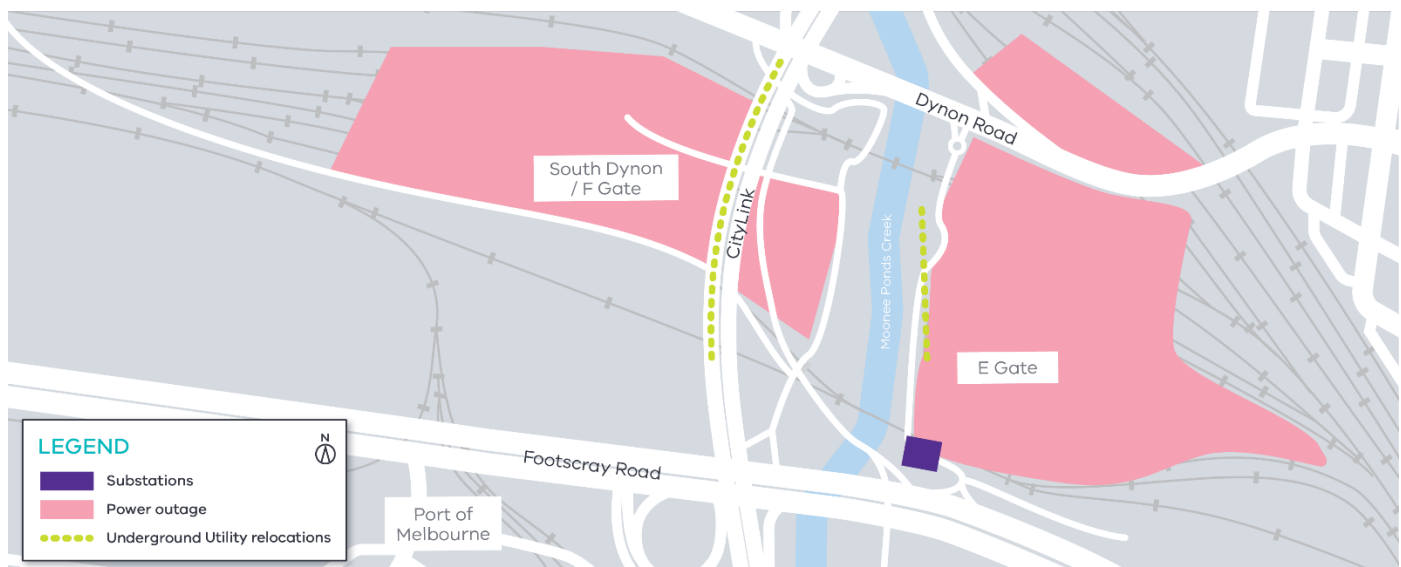 Dynon Road
South Dynon
/ F Gate
CityLink
Moonee Ponds Creek
E Gate
Footscray Road
Port of
Melbourne
LEGEND
N
Substations
Power outage
Underground Utility relocations